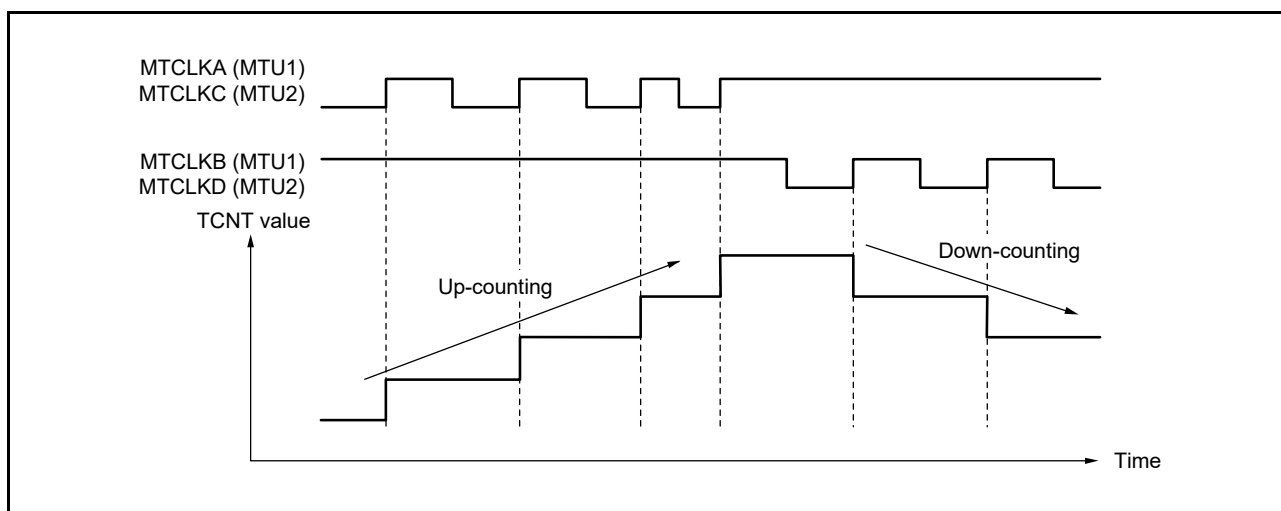 MTCLKA (MTU1)
MTCLKC (MTU2)
MTCLKB (MTU1)
MTCLKD (MTU2)
TCNT value
Down-counting
Up-counting
Time